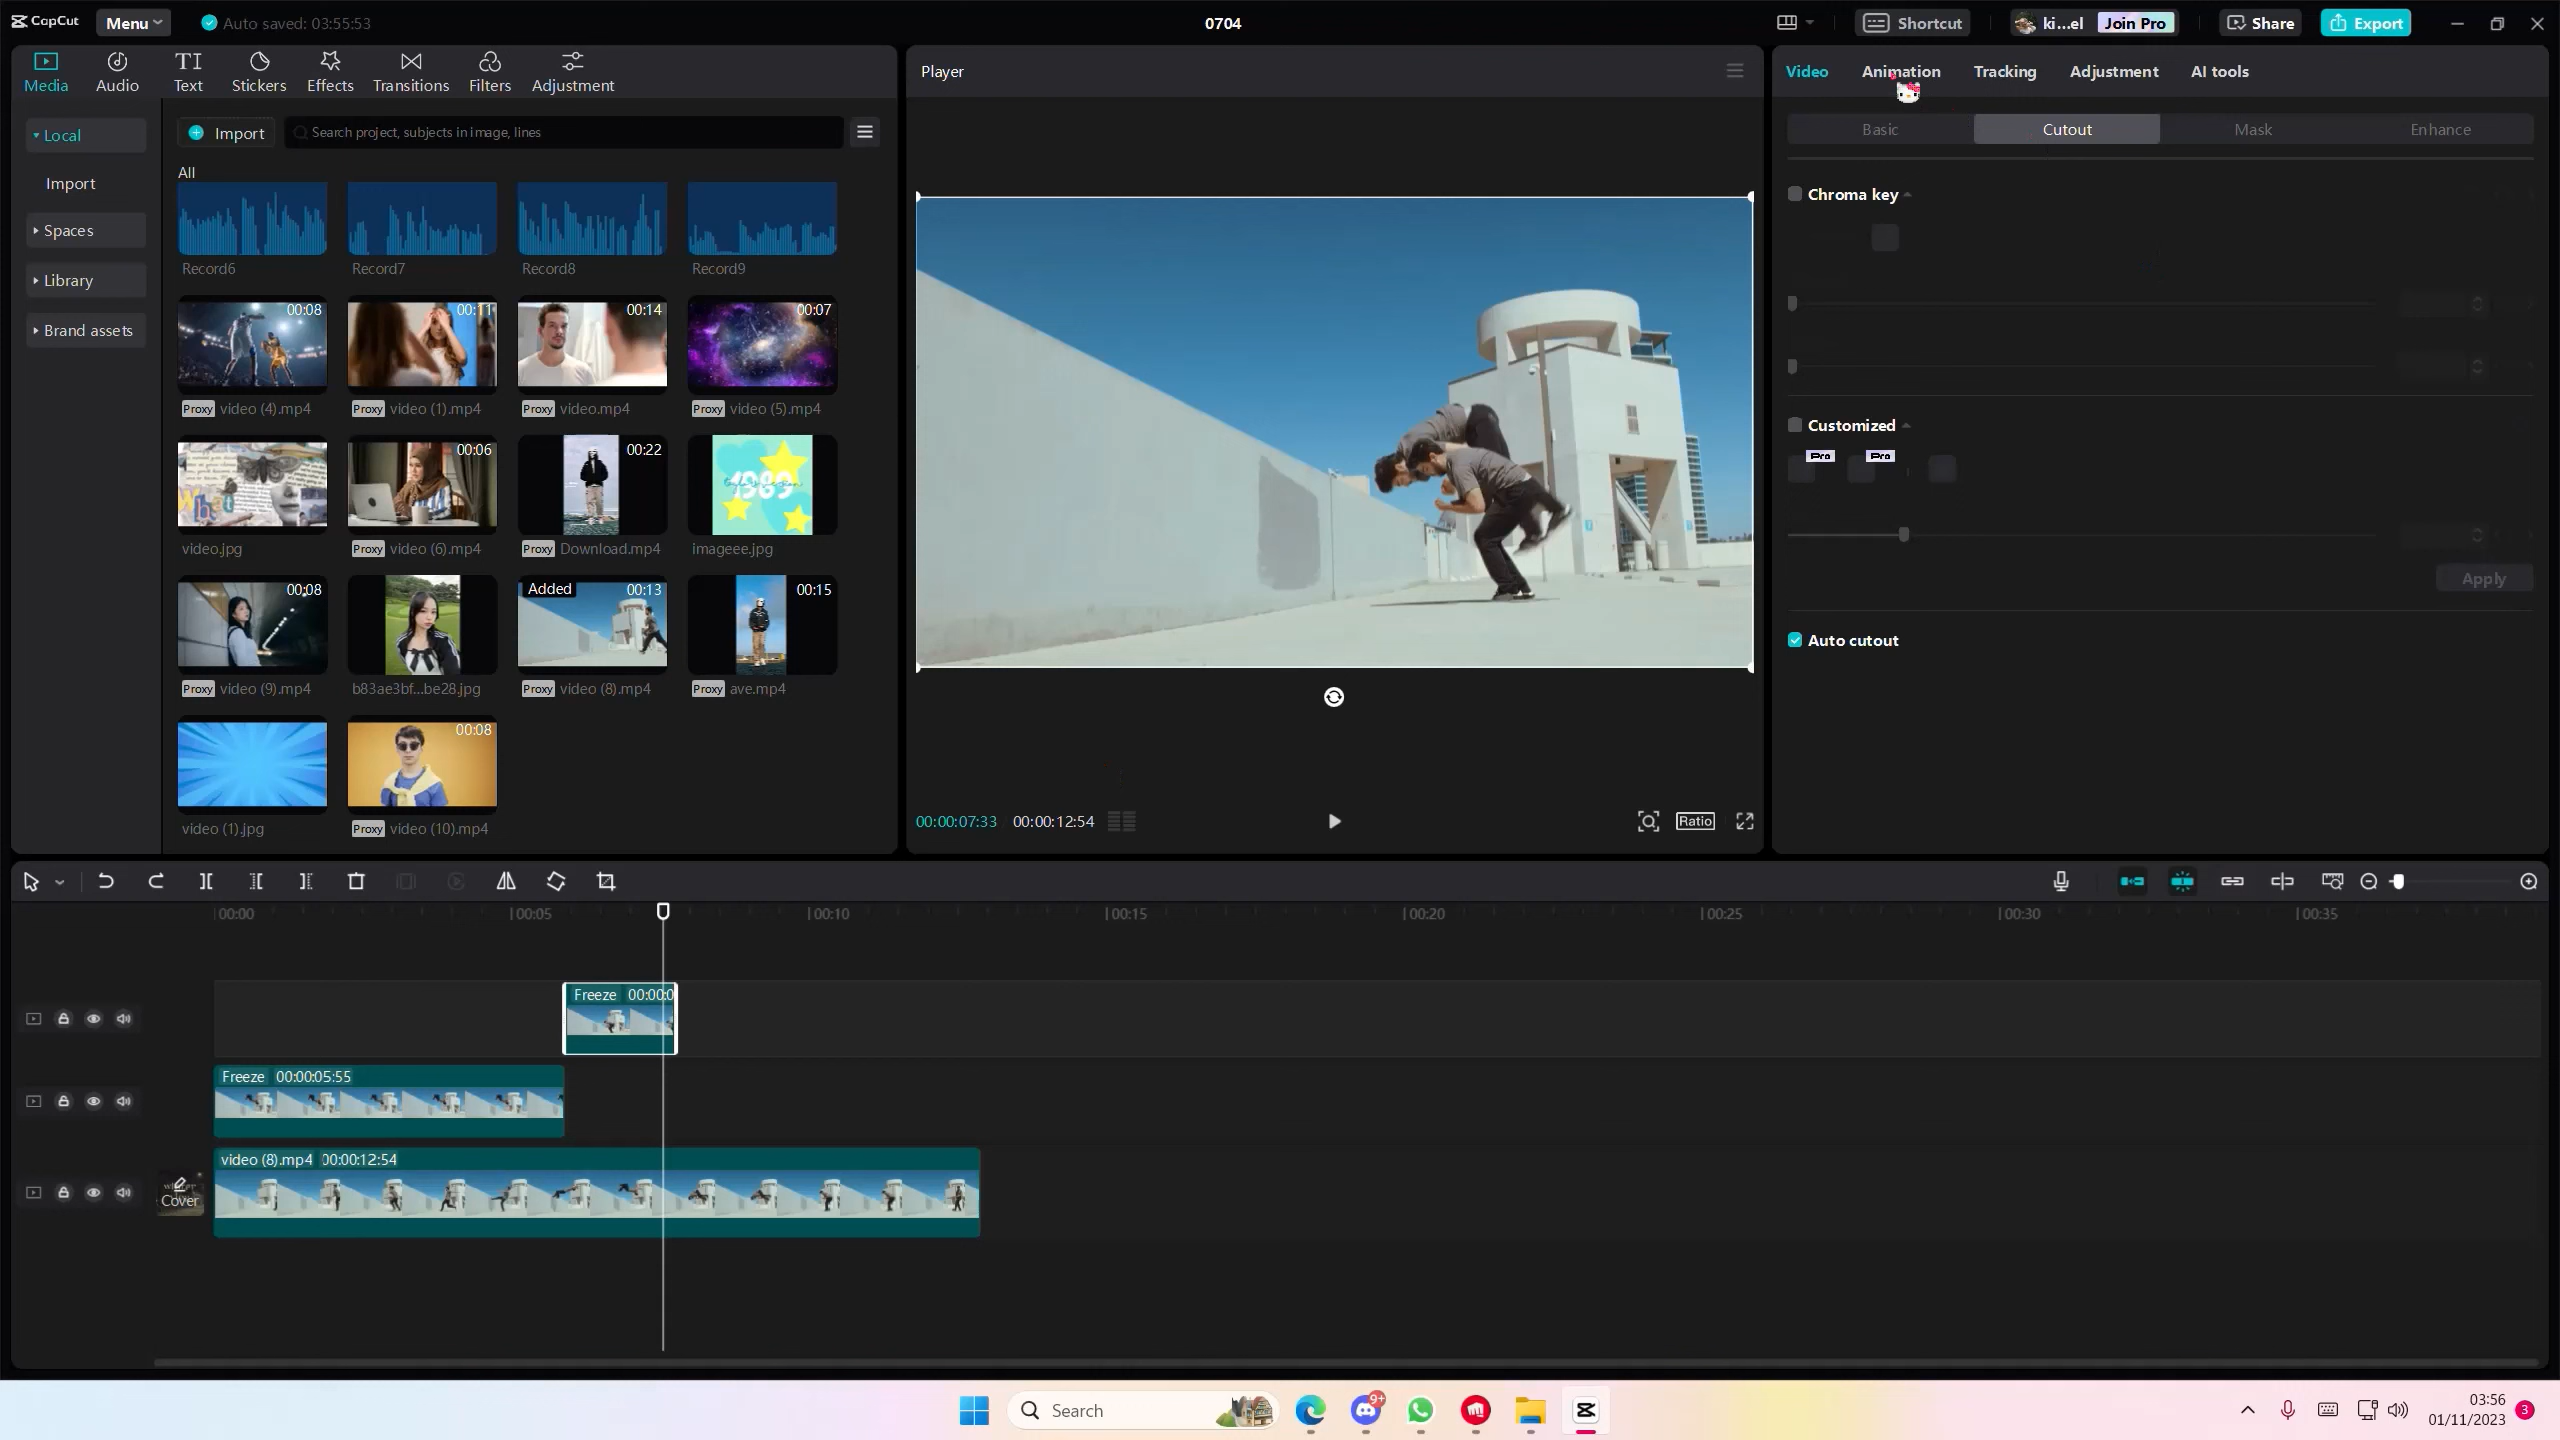 CapCut Menu Auto saved: 03:55:53 0704 Shortcut ki...el Join Pro Share Export
Media Audio Text Stickers Effects Transitions Filters Adjustment
Local
Import
Spaces
Library
Brand assets
Import Search project, subjects in image, lines
All
Record6 Record7 Record8 Record9
00:08 00:11 00:14 00:07
Proxy video (4).mp4 Proxy video (1).mp4 Proxy video.mp4 Proxy video (5).mp4
00:06 00:22 1989
What
video.jpg Proxy video (6).mp4 Proxy Download.mp4 imageee.jpg
00:08 Added 00:13 00:15
Proxy video (9).mp4 b83ae3bf...be28.jpg Proxy video (8).mp4 Proxy ave.mp4
00:08
video (1).jpg Proxy video (10).mp4
Player
00:00:07:33 00:00:12:54 Ratio
Video Animation Tracking Adjustment AI tools
Basic Cutout Mask Enhance
Chroma key
Customized
Pro Pro
Apply
Auto cutout
00:00 00:05 00:10 00:15 00:20 00:25 00:30 00:35
Freeze 00:00:0
Freeze 00:00:05:55
video (8).mp4 00:00:12:54
Cover
Search
9+
03:56
01/11/2023 3